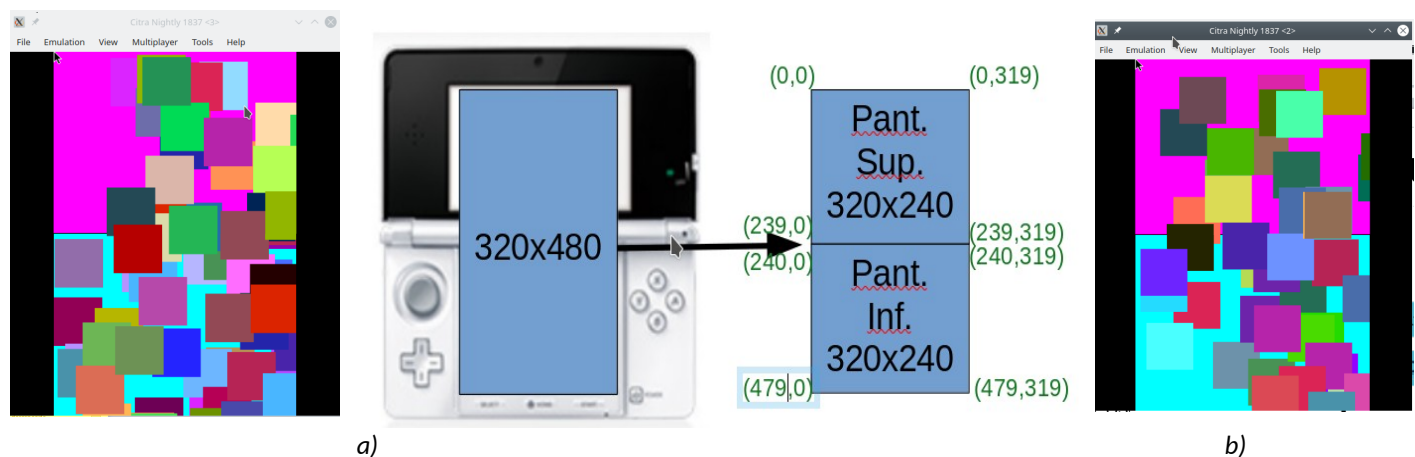 Citra Nightly 1837 <3>
File Emulation View Multiplayer Tools Help
320x480
(0,0) (0,319)
Pant.
Sup.
320x240
(239,0) (239,319)
(240,0) (240,319)
Pant.
Inf.
320x240
(479,0) (479,319)
a)
Citra Nightly 1837 <2>
File Emulation View Multiplayer Tools Help
b)